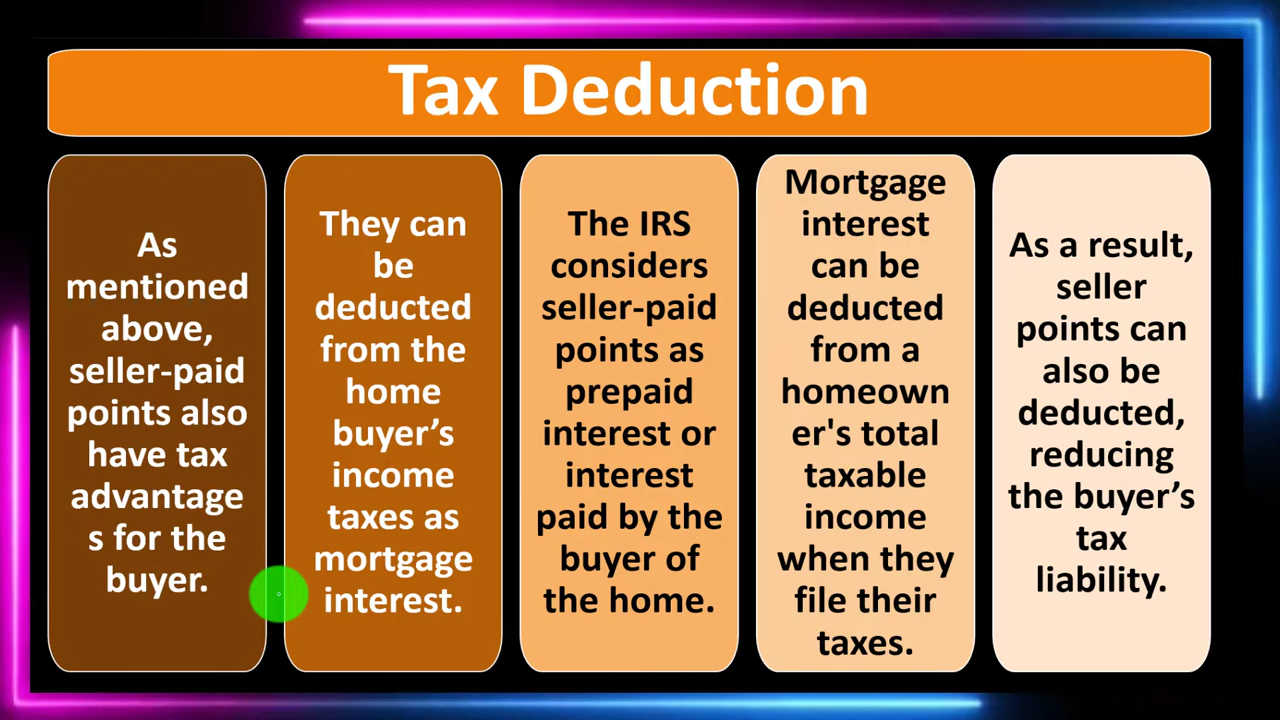 Tax Deduction
As
mentioned
above,
seller-paid
points also
have tax
advantage
s for the
buyer.
They can
be
deducted
from the
home
buyer’s
income
taxes as
mortgage
interest.
The IRS
considers
seller-paid
points as
prepaid
interest or
interest
paid by the
buyer of
the home.
Mortgage
interest
can be
deducted
from a
homeown
er's total
taxable
income
when they
file their
taxes.
As a result,
seller
points can
also be
deducted,
reducing
the buyer’s
tax
liability.